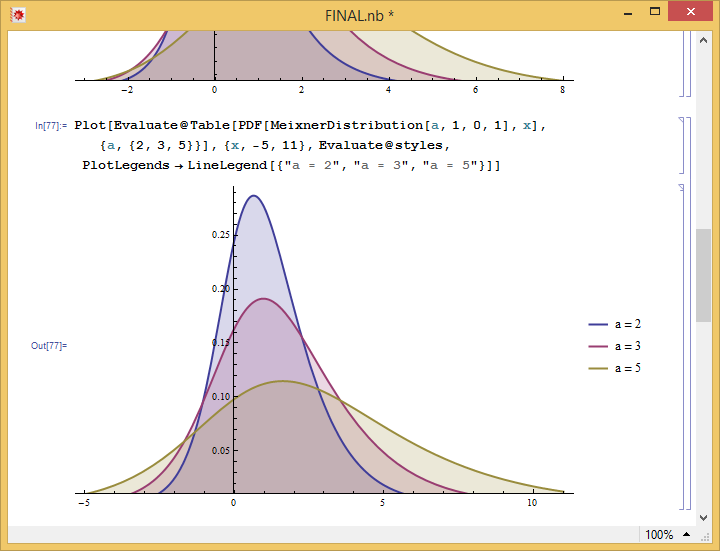 FINAL.nb *
-2 0 2 4 6 8
In[77]:= Plot[Evaluate@Table[PDF[MeixnerDistribution[a, 1, 0, 1], x],
{a, {2, 3, 5}}], {x, -5, 11}, Evaluate@styles,
PlotLegends → LineLegend[{"a = 2", "a = 3", "a = 5"}]]
0.25
0.20
a = 2
Out[77]=
0.15
a = 3
a = 5
0.10
0.05
-5 0 5 10
100%